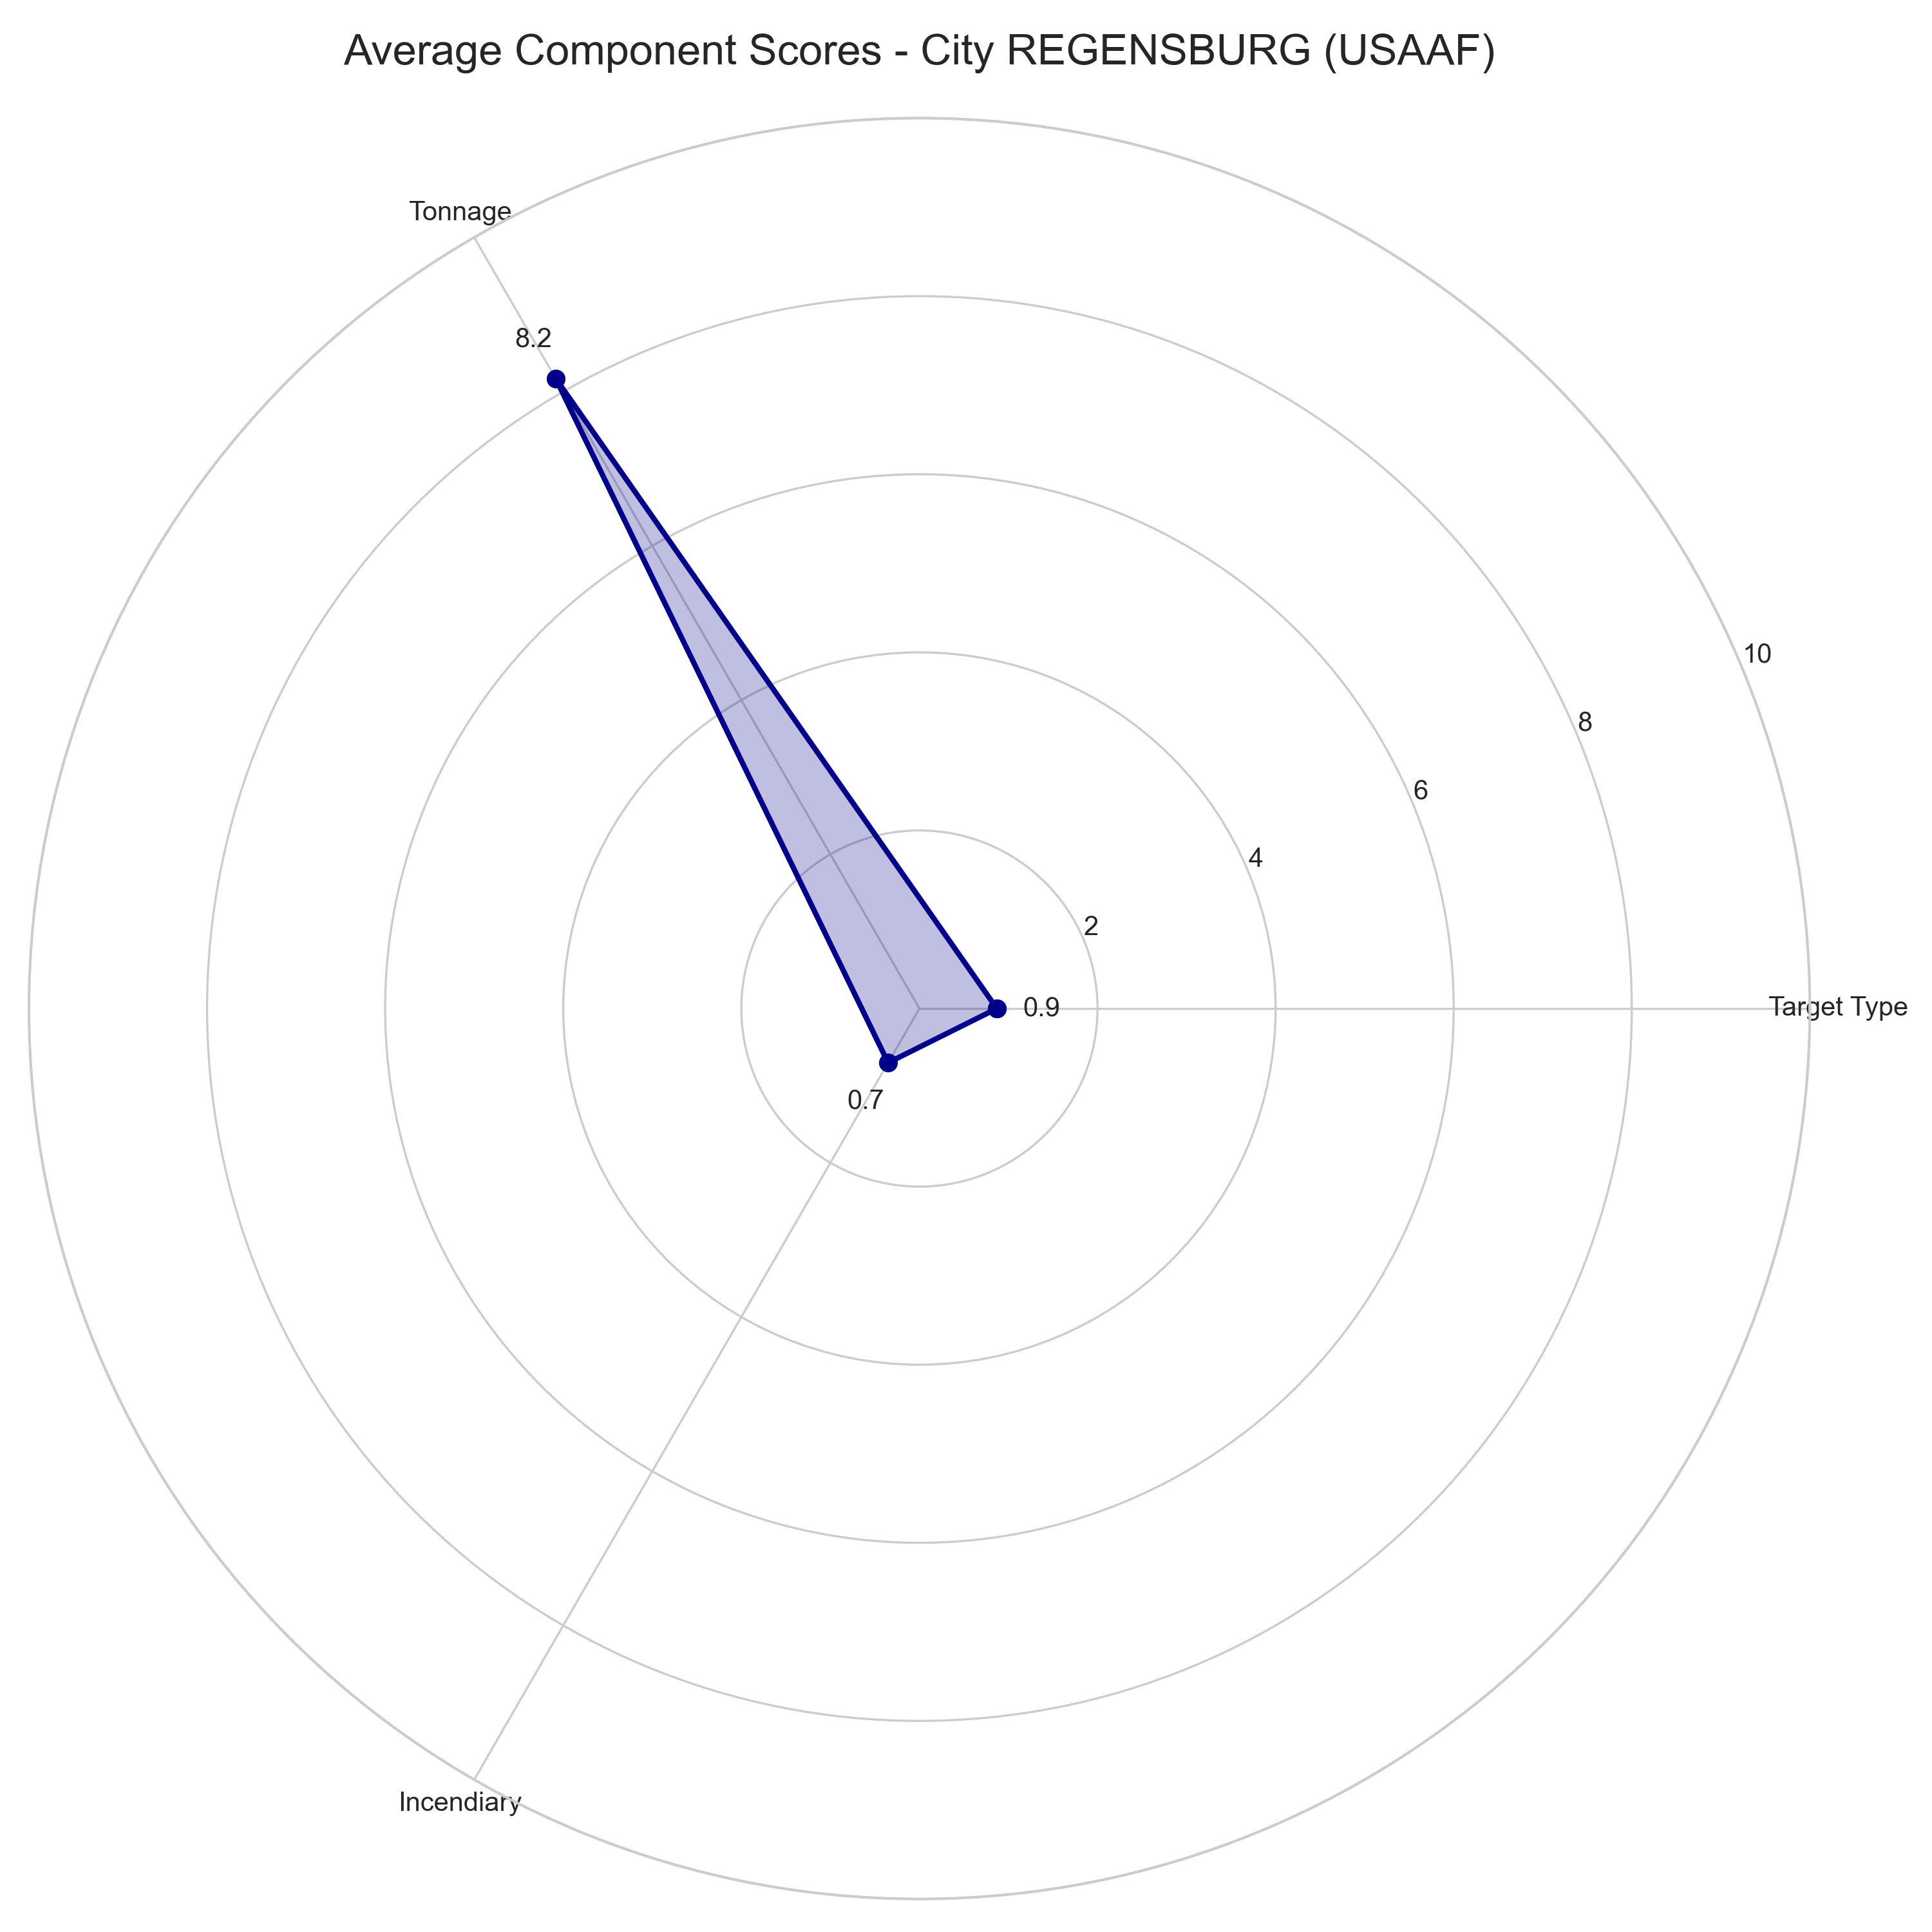 Average Component Scores - City REGENSBURG (USAAF)
Tonnage
8.2
10
8
6
4
2
0.9
Target Type
0.7
Incendiary